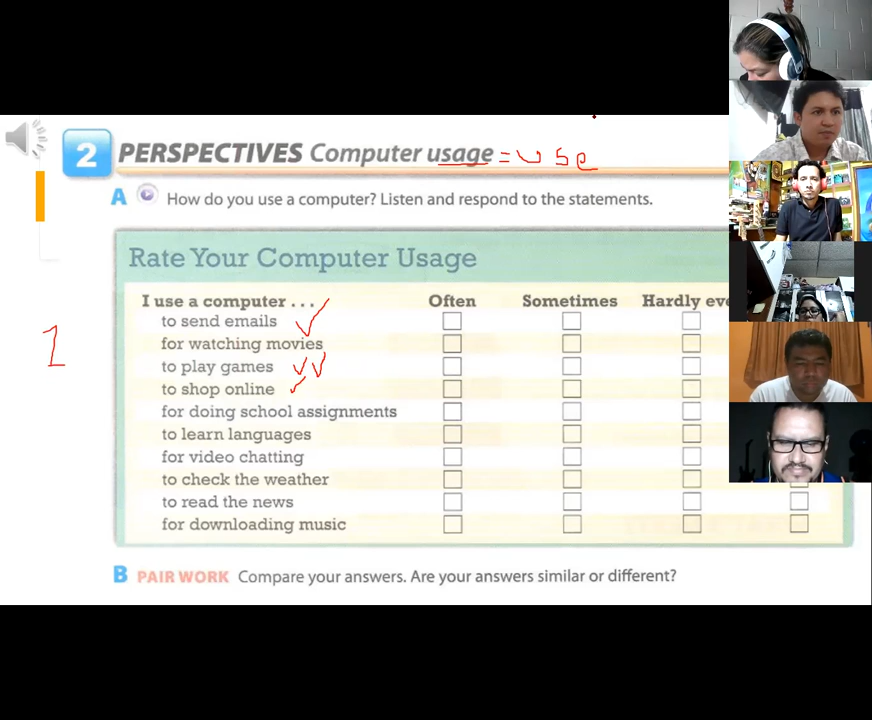 2 PERSPECTIVES Computer usage = use
A How do you use a computer? Listen and respond to the statements.
Rate Your Computer Usage
I use a computer . . . Often Sometimes Hardly eve
to send emails
for watching movies
1
to play games
to shop online
for doing school assignments
to learn languages
for video chatting
to check the weather
to read the news
for downloading music
B PAIR WORK Compare your answers. Are your answers similar or different?